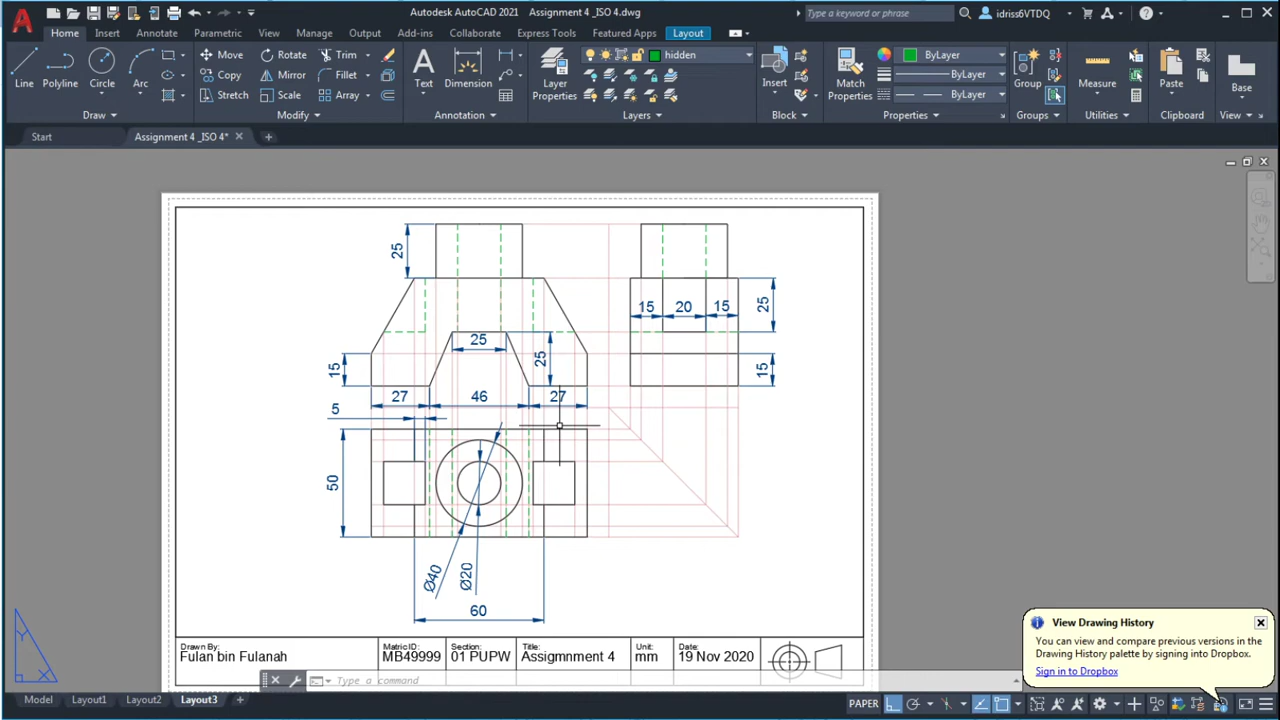 Autodesk AutoCAD 2021 Assignment 4 _ISO 4.dwg
Type a keyword or phrase
idriss6VTDQ
Home Insert Annotate Parametric View Manage Output Add-ins Collaborate Express Tools Featured Apps Layout
Move Rotate Trim
Copy Mirror Fillet
Stretch Scale Array
Line Polyline Circle Arc
Text Dimension
Layer Properties
hidden
Insert
Match Properties
ByLayer
ByLayer
ByLayer
Group Measure Paste Base
Draw Modify Annotation Layers Block Properties Groups Utilities Clipboard View
Start Assignment 4 _ISO 4*
25
15 20 15 25
25
25
15
15
27 46 27
5
50
Ø40 Ø20
60
Drawn By: Matric ID: Section: Title: Unit: Date:
Fulan bin Fulanah MB49999 01 PUPW Assigmnment 4 mm 19 Nov 2020
Y
X
Type a command
View Drawing History
You can view and compare previous versions in the
Drawing History palette by signing into Dropbox.
Sign in to Dropbox
Model Layout1 Layout2 Layout3
PAPER